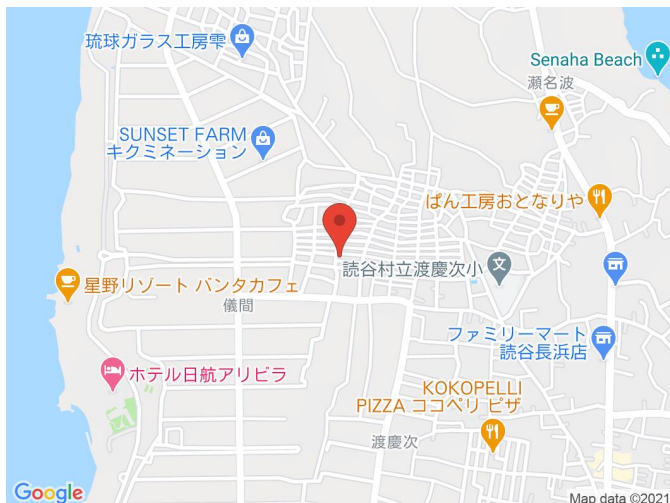 琉球ガラス工房雫
Senaha Beach
瀬名波
SUNSET FARM
キクミネーション
ぱん工房おとなりや
読谷村立渡慶次小
星野リゾート バンタカフェ
儀間
ファミリーマート
読谷長浜店
ホテル日航アリビラ
KOKOPELLI
PIZZA ココペリ ピザ
渡慶次
Google
Map data ©2021